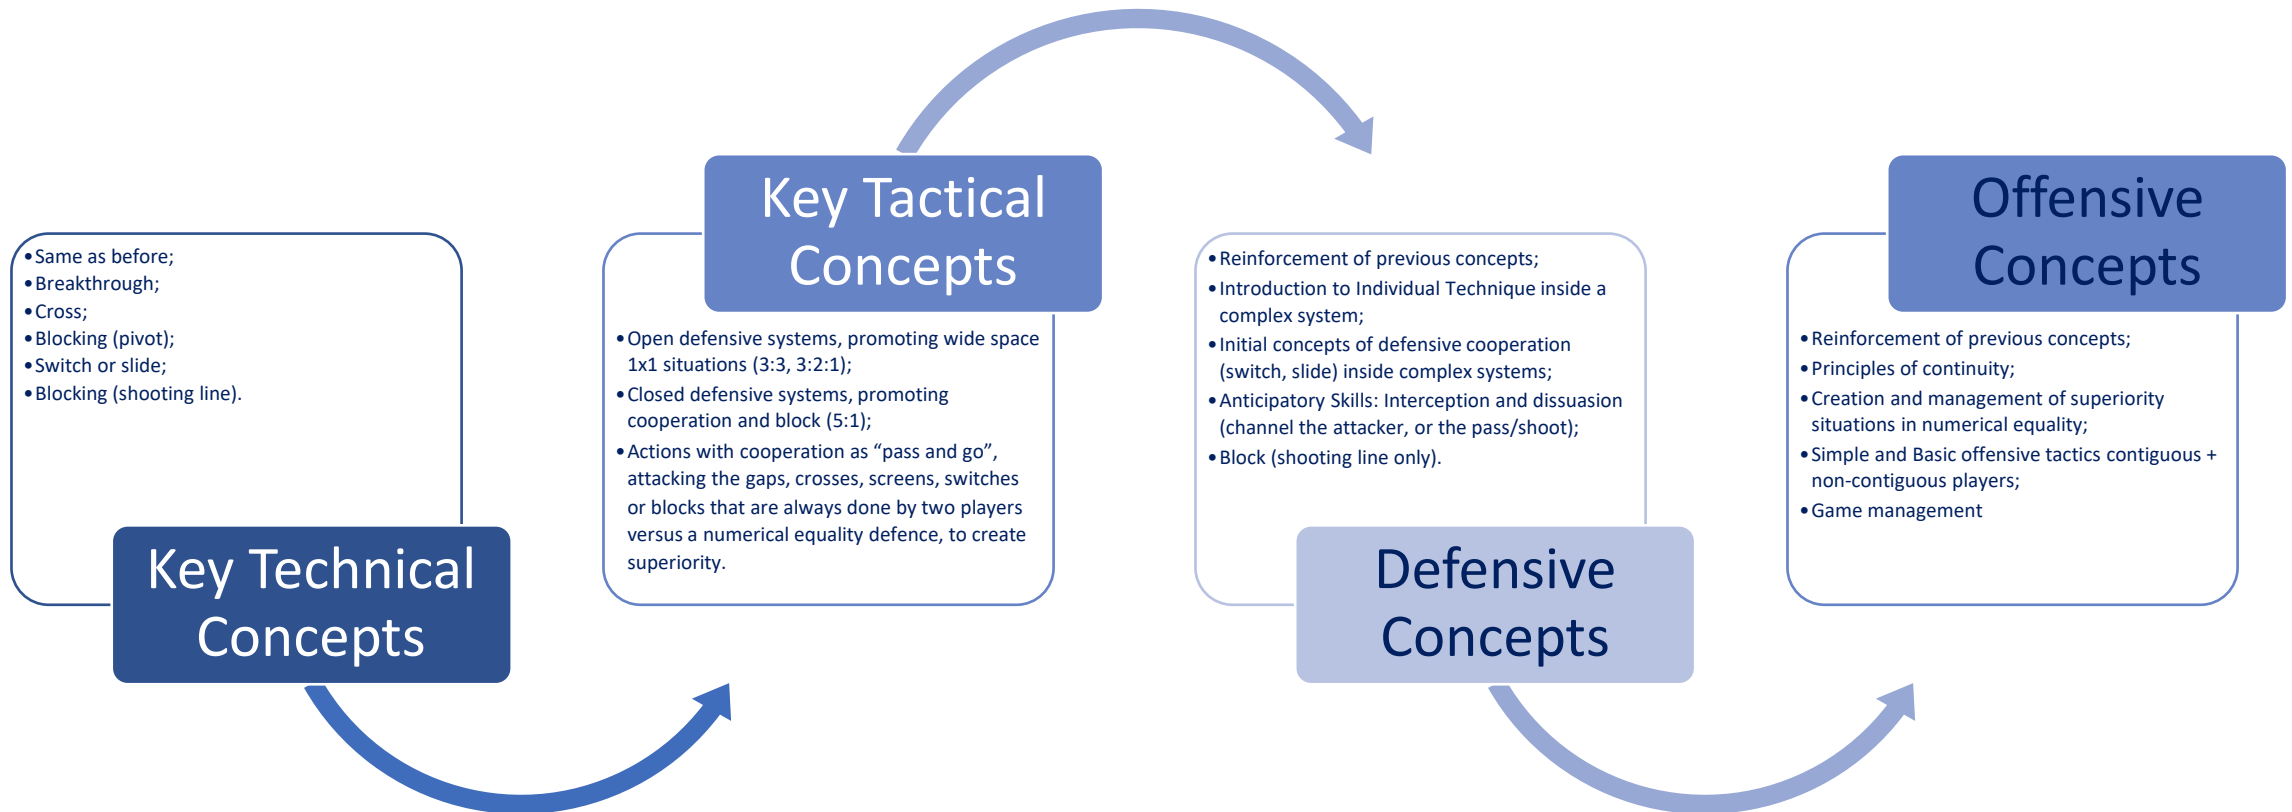 •Same as before;
•Breakthrough;
•Cross;
•Blocking (pivot);
•Switch or slide;
•Blocking (shooting line).
Key Technical
Concepts
Key Tactical
Concepts
•Open defensive systems, promoting wide space
1x1 situations (3:3, 3:2:1);
•Closed defensive systems, promoting
cooperation and block (5:1);
•Actions with cooperation as “pass and go”,
attacking the gaps, crosses, screens, switches
or blocks that are always done by two players
versus a numerical equality defence, to create
superiority.
•Reinforcement of previous concepts;
•Introduction to Individual Technique inside a
complex system;
•Initial concepts of defensive cooperation
(switch, slide) inside complex systems;
•Anticipatory Skills: Interception and dissuasion
(channel the attacker, or the pass/shoot);
•Block (shooting line only).
Defensive
Concepts
Offensive
Concepts
•Reinforcement of previous concepts;
•Principles of continuity;
•Creation and management of superiority
situations in numerical equality;
•Simple and Basic offensive tactics contiguous +
non-contiguous players;
•Game management